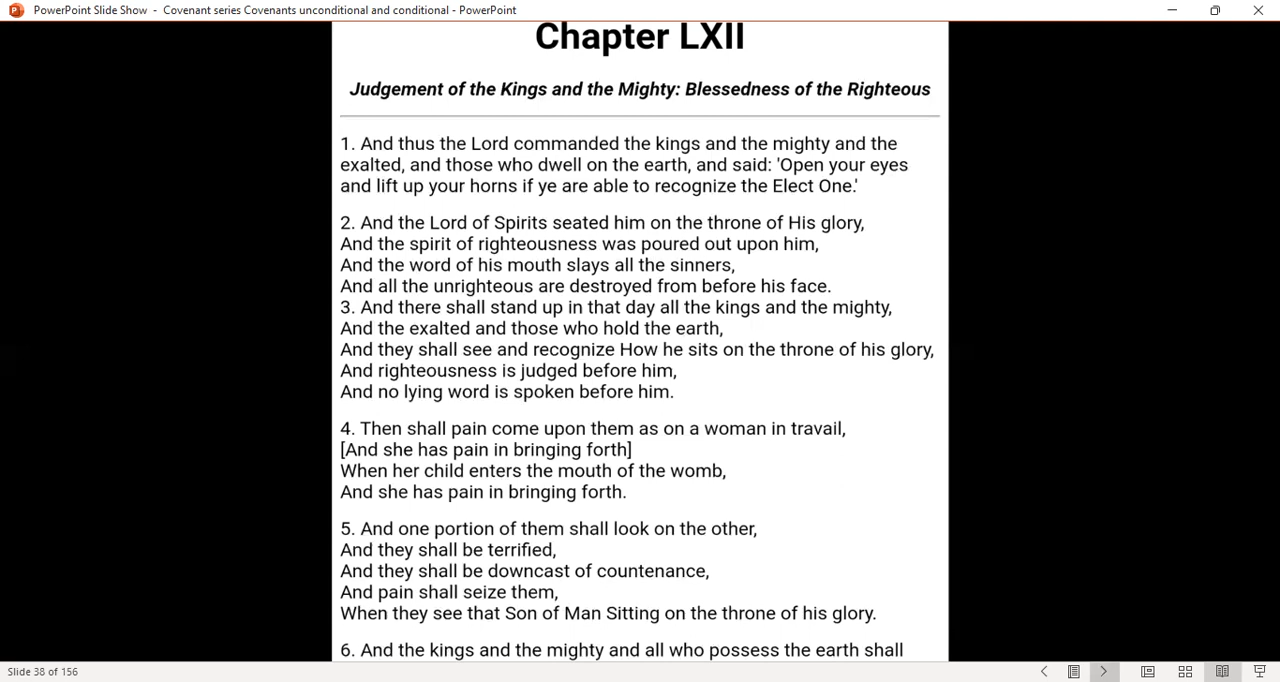 PowerPoint Slide Show - Covenant series Covenants unconditional and conditional - PowerPoint
Chapter LXII
Judgement of the Kings and the Mighty: Blessedness of the Righteous
1. And thus the Lord commanded the kings and the mighty and the
exalted, and those who dwell on the earth, and said: 'Open your eyes
and lift up your horns if ye are able to recognize the Elect One.'
2. And the Lord of Spirits seated him on the throne of His glory,
And the spirit of righteousness was poured out upon him,
And the word of his mouth slays all the sinners,
And all the unrighteous are destroyed from before his face.
3. And there shall stand up in that day all the kings and the mighty,
And the exalted and those who hold the earth,
And they shall see and recognize How he sits on the throne of his glory,
And righteousness is judged before him,
And no lying word is spoken before him.
4. Then shall pain come upon them as on a woman in travail,
[And she has pain in bringing forth]
When her child enters the mouth of the womb,
And she has pain in bringing forth.
5. And one portion of them shall look on the other,
And they shall be terrified,
And they shall be downcast of countenance,
And pain shall seize them,
When they see that Son of Man Sitting on the throne of his glory.
6. And the kings and the mighty and all who possess the earth shall
Slide 38 of 156